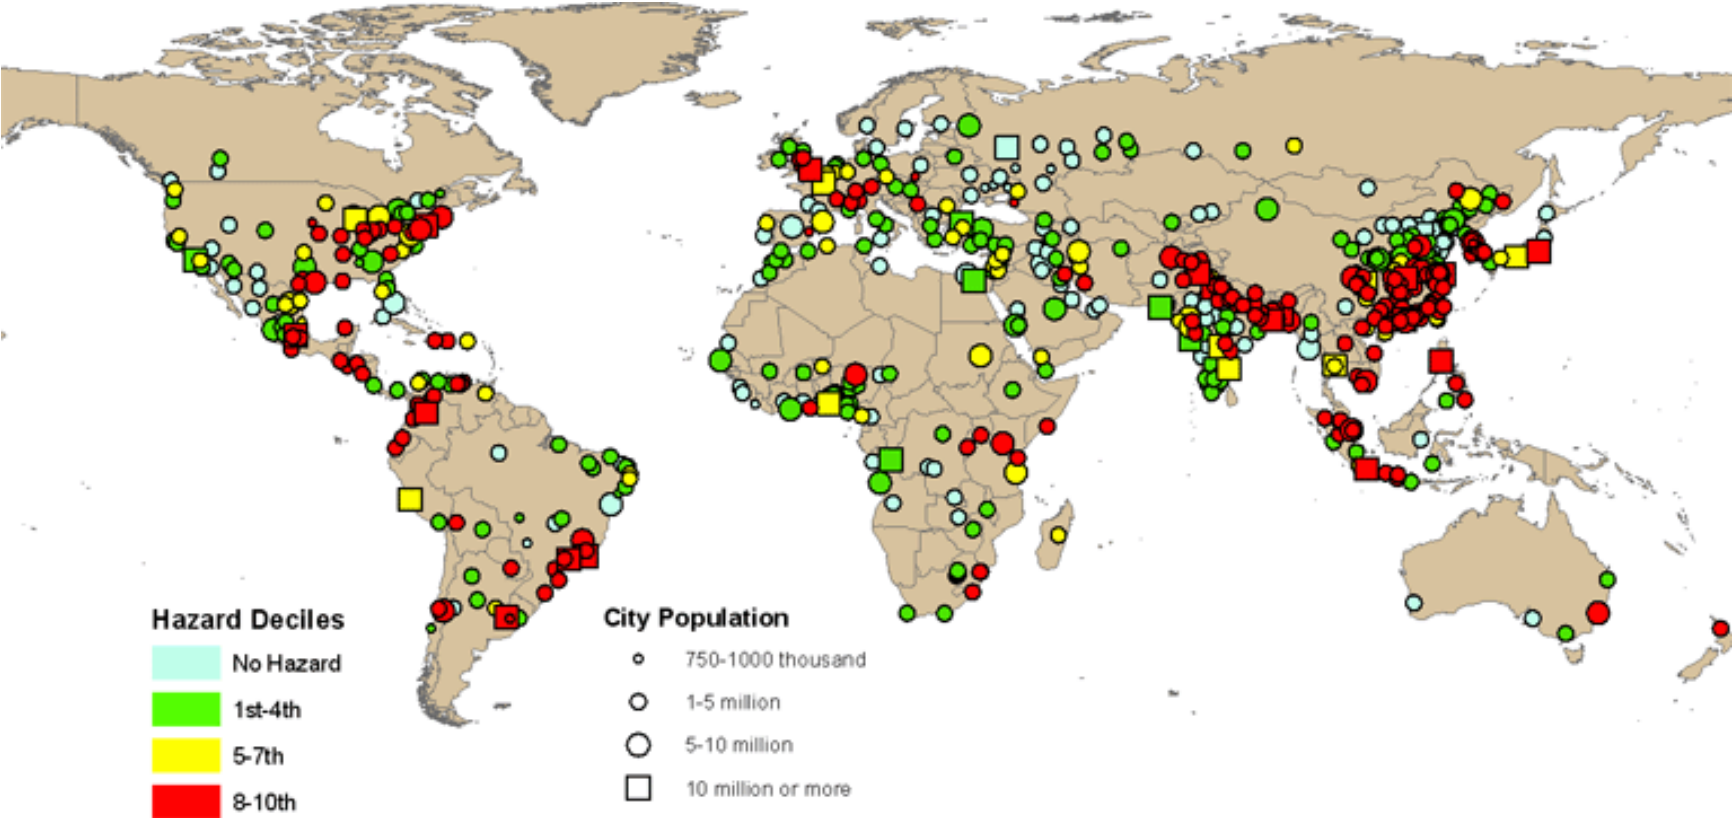 Hazard Deciles
No Hazard
1st-4th
5-7th
8-10th
City Population
750-1000 thousand
1-5 million
5-10 million
10 million or more